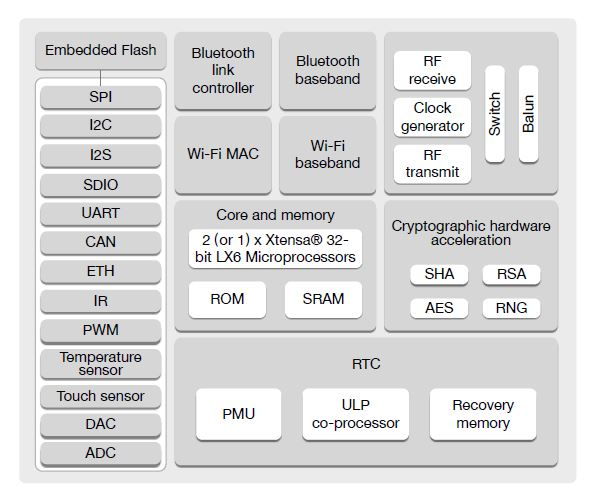 Embedded Flash
SPI
I2C
I2S
SDIO
UART
CAN
ETH
IR
PWM
Temperature
sensor
Touch sensor
DAC
ADC
Bluetooth
link
controller
Bluetooth
baseband
Wi-Fi MAC
Wi-Fi
baseband
RF
receive
Clock
generator
RF
transmit
Switch
Balun
Core and memory
2 (or 1) x Xtensa® 32-
bit LX6 Microprocessors
ROM
SRAM
Cryptographic hardware
acceleration
SHA
RSA
AES
RNG
RTC
PMU
ULP
co-processor
Recovery
memory